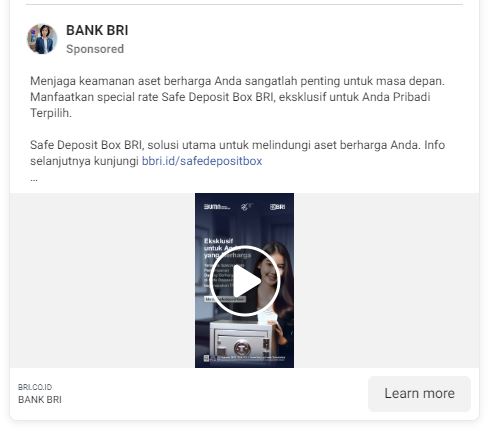 BANK BRI
Sponsored
Menjaga keamanan aset berharga Anda sangatlah penting untuk masa depan.
Manfaatkan special rate Safe Deposit Box BRI, eksklusif untuk Anda Pribadi
Terpilih.
Safe Deposit Box BRI, solusi utama untuk melindungi aset berharga Anda. Info
selanjutnya kunjungi bbri.id/safedepositbox
...
BUMN BRI
Eksklusif
untuk Anda
yang Berharga
BRI.CO.ID
BANK BRI
Learn more